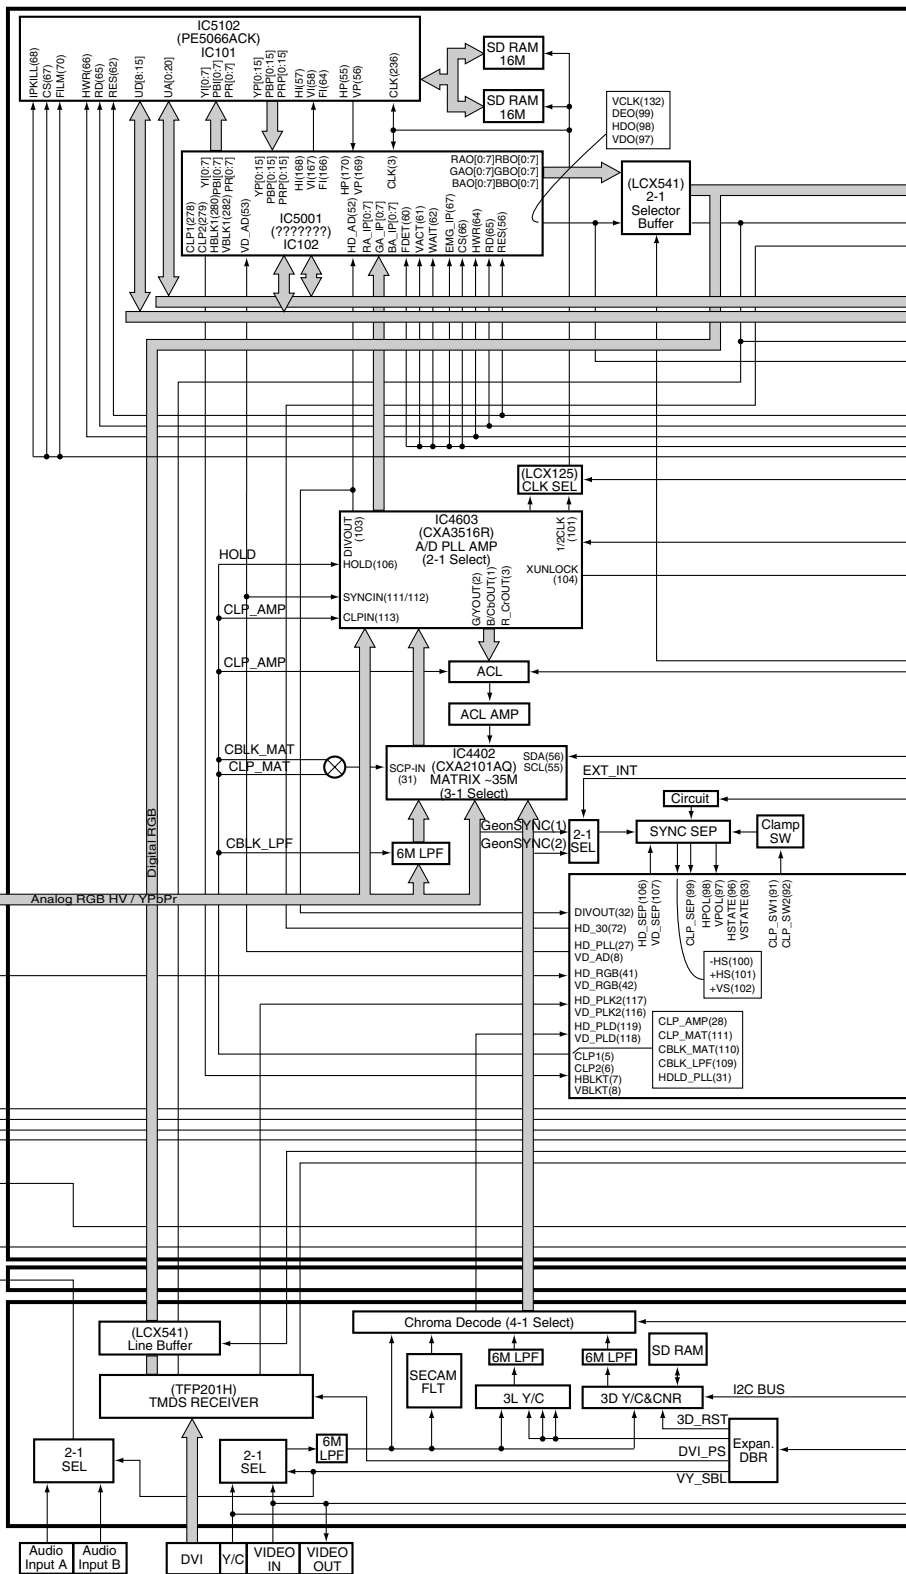 IC5102
(PE5066ACK)
IC101
IPKILL(68)
CS(67)
FILM(70)
HWR(66)
RD(65)
RES(62)
UD[8:15]
UA[0:20]
YI[0:7]
PBI[0:7]
PR[0:7]
YP[0:15]
PBP[0:15]
PRP[0:15]
HI(57)
VI(58)
FI(64)
HP(55)
VP(56)
CLK(236)
SD RAM
16M
SD RAM
16M
VCLK(132)
DEO(99)
HDO(98)
VDO(97)
CLP1(278)
CLP2(279)
YI[0:7]
HBLK1(280)
PBI[0:7]
VBLK1(282)
PR[0:7]
VD_AD(53)
YP[0:15]
PBP[0:15]
PRP[0:15]
HI(168)
VI(167)
FI(166)
IC5001
(???????)
IC102
HP(170)
HD_AD(52)
VP(169)
RA_IP[0:7]
GA_IP[0:7]
CLK(3)
BA_IP[0:7]
FDET(60)
VACT(61)
WAIT(62)
EMG_IP(67)
CS(66)
HWR(64)
RD(65)
RES(56)
RAO[0:7]RBO[0:7]
GAO[0:7]GBO[0:7]
BAO[0:7]BBO[0:7]
(LCX541)
2-1
Selector
Buffer
(LCX125)
CLK SEL
IC4603
(CXA3516R)
A/D PLL AMP
(2-1 Select)
DIVOUT
(103)
HOLD(106)
SYNCIN(111/112)
CLPIN(113)
1/2CLK
(101)
XUNLOCK
(104)
G/YOUT(2)
B/CbOUT(1)
R_CrOUT(3)
HOLD
CLP_AMP
CLP_AMP
ACL
ACL AMP
CBLK_MAT
CLP_MAT
IC4402
(CXA2101AQ)
MATRIX ~35M
(3-1 Select)
SCP-IN
(31)
SDA(56)
SCL(55)
EXT_INT
Circuit
GeonSYNC(1)
GeonSYNC(2)
2-1
SEL
SYNC SEP
Clamp
SW
CBLK_LPF
6M LPF
Digital RGB
Analog RGB HV / YPbPr
HD_SEP(106)
VD_SEP(107)
CLP_SEP(99)
HPOL(98)
VPOL(97)
HSTATE(96)
VSTATE(93)
CLP_SW1(91)
CLP_SW2(92)
DIVOUT(32)
HD_30(72)
HD_PLL(27)
VD_AD(8)
HD_RGB(41)
VD_RGB(42)
HD_PLK2(117)
VD_PLK2(116)
HD_PLD(119)
VD_PLD(118)
CLP1(5)
CLP2(6)
HBLKT(7)
VBLKT(8)
-HS(100)
+HS(101)
+VS(102)
CLP_AMP(28)
CLP_MAT(111)
CBLK_MAT(110)
CBLK_LPF(109)
HDLD_PLL(31)
(LCX541)
Line Buffer
Chroma Decode (4-1 Select)
6M LPF
6M LPF
SD RAM
SECAM
FLT
3L Y/C
3D Y/C&CNR
I2C BUS
(TFP201H)
TMDS RECEIVER
3D_RST
DVI_PS
VY_SBL
Expan.
DBR
2-1
SEL
2-1
SEL
6M
LPF
Audio
Input A
Audio
Input B
DVI
Y/C
VIDEO
IN
VIDEO
OUT